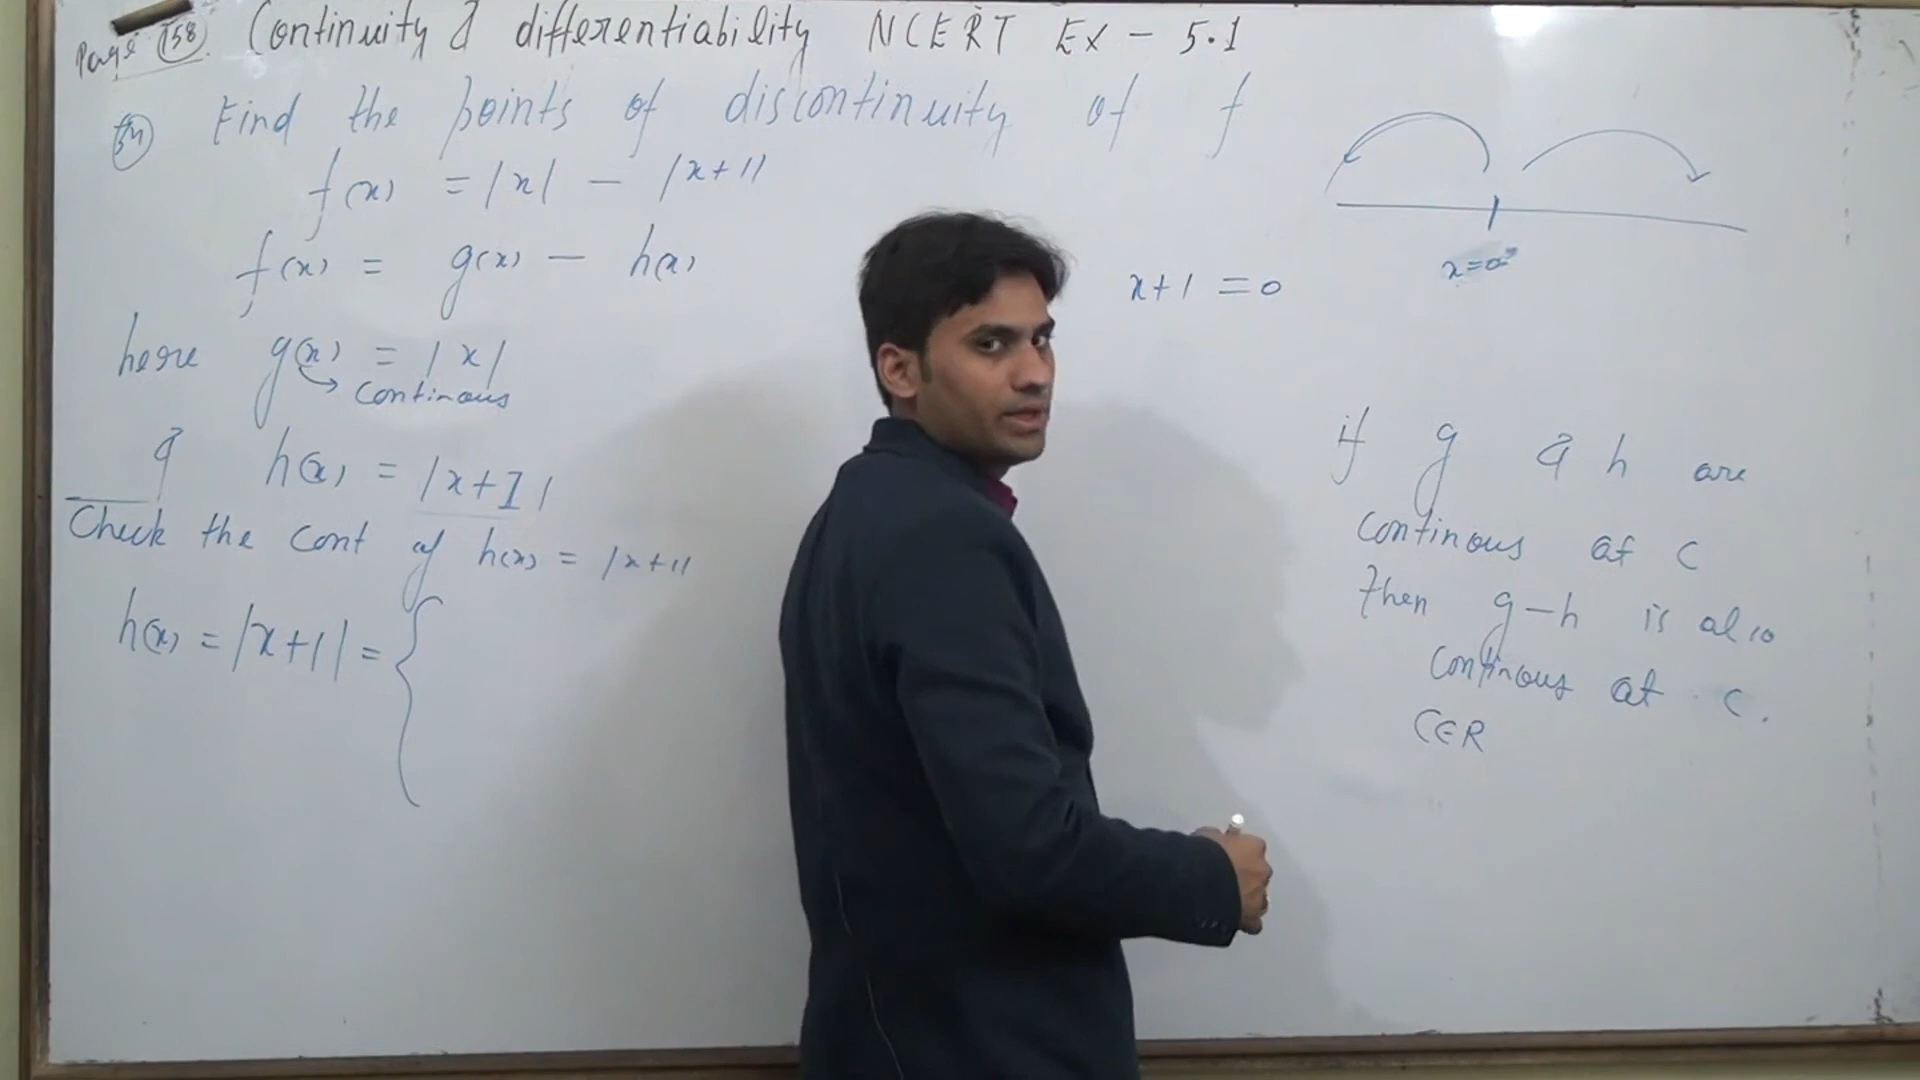 Page 158 Continuity & differentiability NCERT EX - 5.1
34 Find the points of discontinuity of f
f(x) = |x| - |x+1|
f(x) = g(x) - h(x)
here g(x) = |x|
continous
& h(x) = |x+1|
Check the cont of h(x) = |x+1|
h(x) = |x+1| = {
x+1 = 0
if g & h are
continous at c
then g-h is also
continous at c.
C∈R